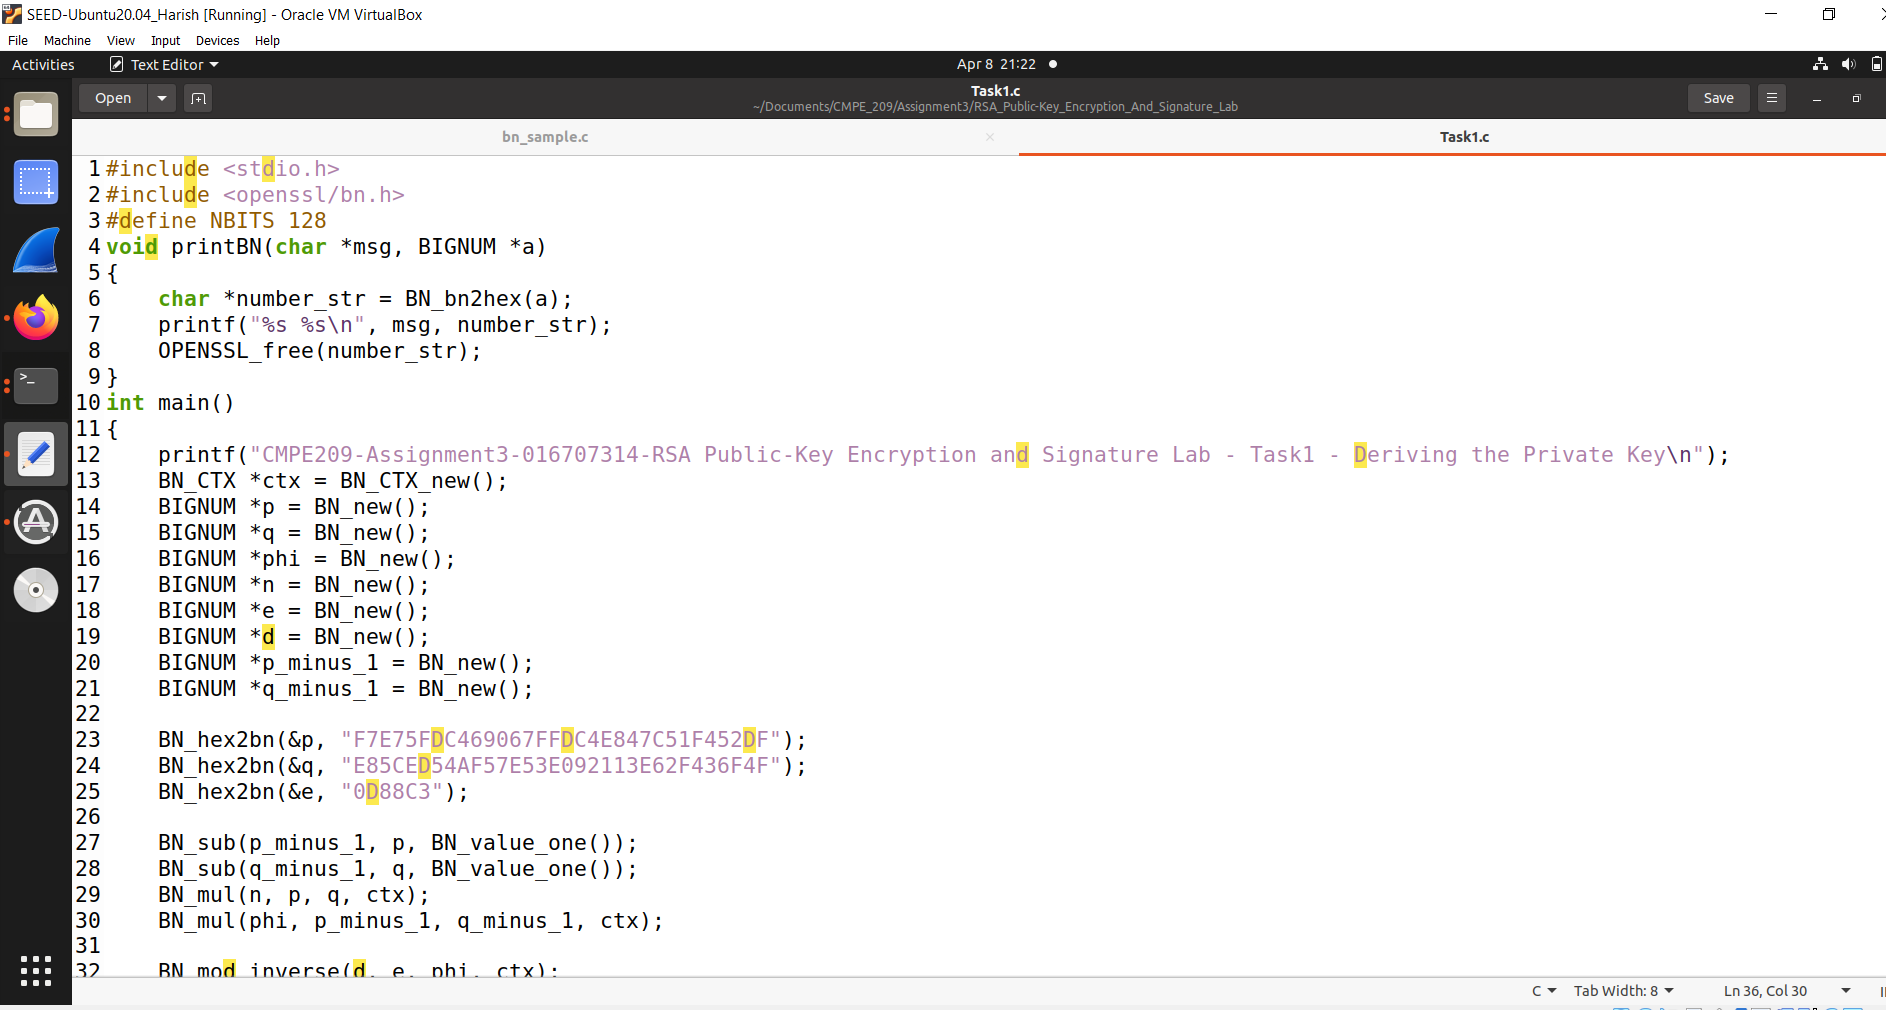 SEED-Ubuntu20.04_Harish [Running] - Oracle VM VirtualBox
File Machine View Input Devices Help
Activities Text Editor Apr 8 21:22
Open Task1.c Save
~/Documents/CMPE_209/Assignment3/RSA_Public-Key_Encryption_And_Signature_Lab
bn_sample.c × Task1.c
1 #include <stdio.h>
2 #include <openssl/bn.h>
3 #define NBITS 128
4 void printBN(char *msg, BIGNUM *a)
5 {
6     char *number_str = BN_bn2hex(a);
7     printf("%s %s\n", msg, number_str);
8     OPENSSL_free(number_str);
9 }
10 int main()
11 {
12     printf("CMPE209-Assignment3-016707314-RSA Public-Key Encryption and Signature Lab - Task1 - Deriving the Private Key\n");
13     BN_CTX *ctx = BN_CTX_new();
14     BIGNUM *p = BN_new();
15     BIGNUM *q = BN_new();
16     BIGNUM *phi = BN_new();
17     BIGNUM *n = BN_new();
18     BIGNUM *e = BN_new();
19     BIGNUM *d = BN_new();
20     BIGNUM *p_minus_1 = BN_new();
21     BIGNUM *q_minus_1 = BN_new();
22
23     BN_hex2bn(&p, "F7E75FDC469067FFDC4E847C51F452DF");
24     BN_hex2bn(&q, "E85CED54AF57E53E092113E62F436F4F");
25     BN_hex2bn(&e, "0D88C3");
26
27     BN_sub(p_minus_1, p, BN_value_one());
28     BN_sub(q_minus_1, q, BN_value_one());
29     BN_mul(n, p, q, ctx);
30     BN_mul(phi, p_minus_1, q_minus_1, ctx);
31
32     BN_mod_inverse(d, e, phi, ctx);
C Tab Width: 8 Ln 36, Col 30